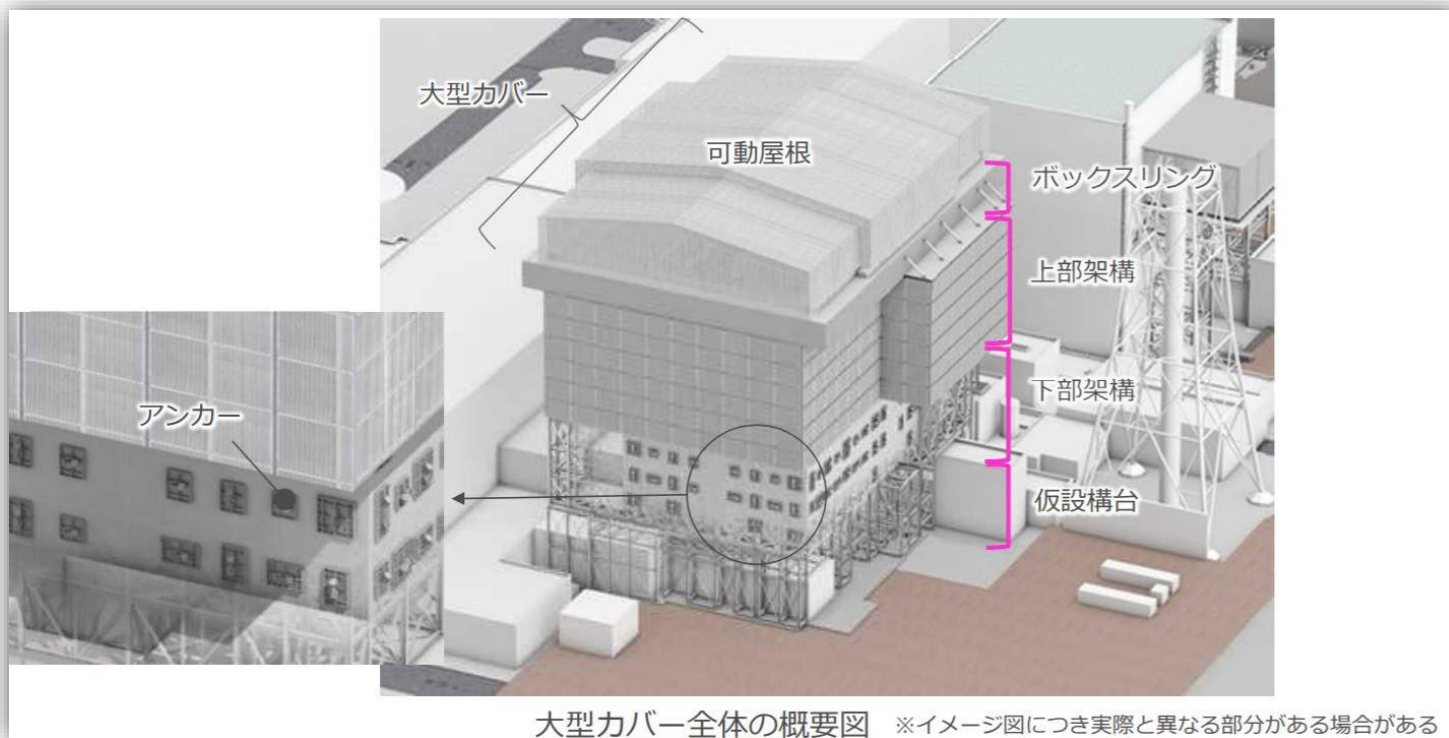 大型カバー
可動屋根
ボックスリング
上部架構
下部架構
仮設構台
アンカー
大型カバー全体の概要図 ※イメージ図につき実際と異なる部分がある場合がある